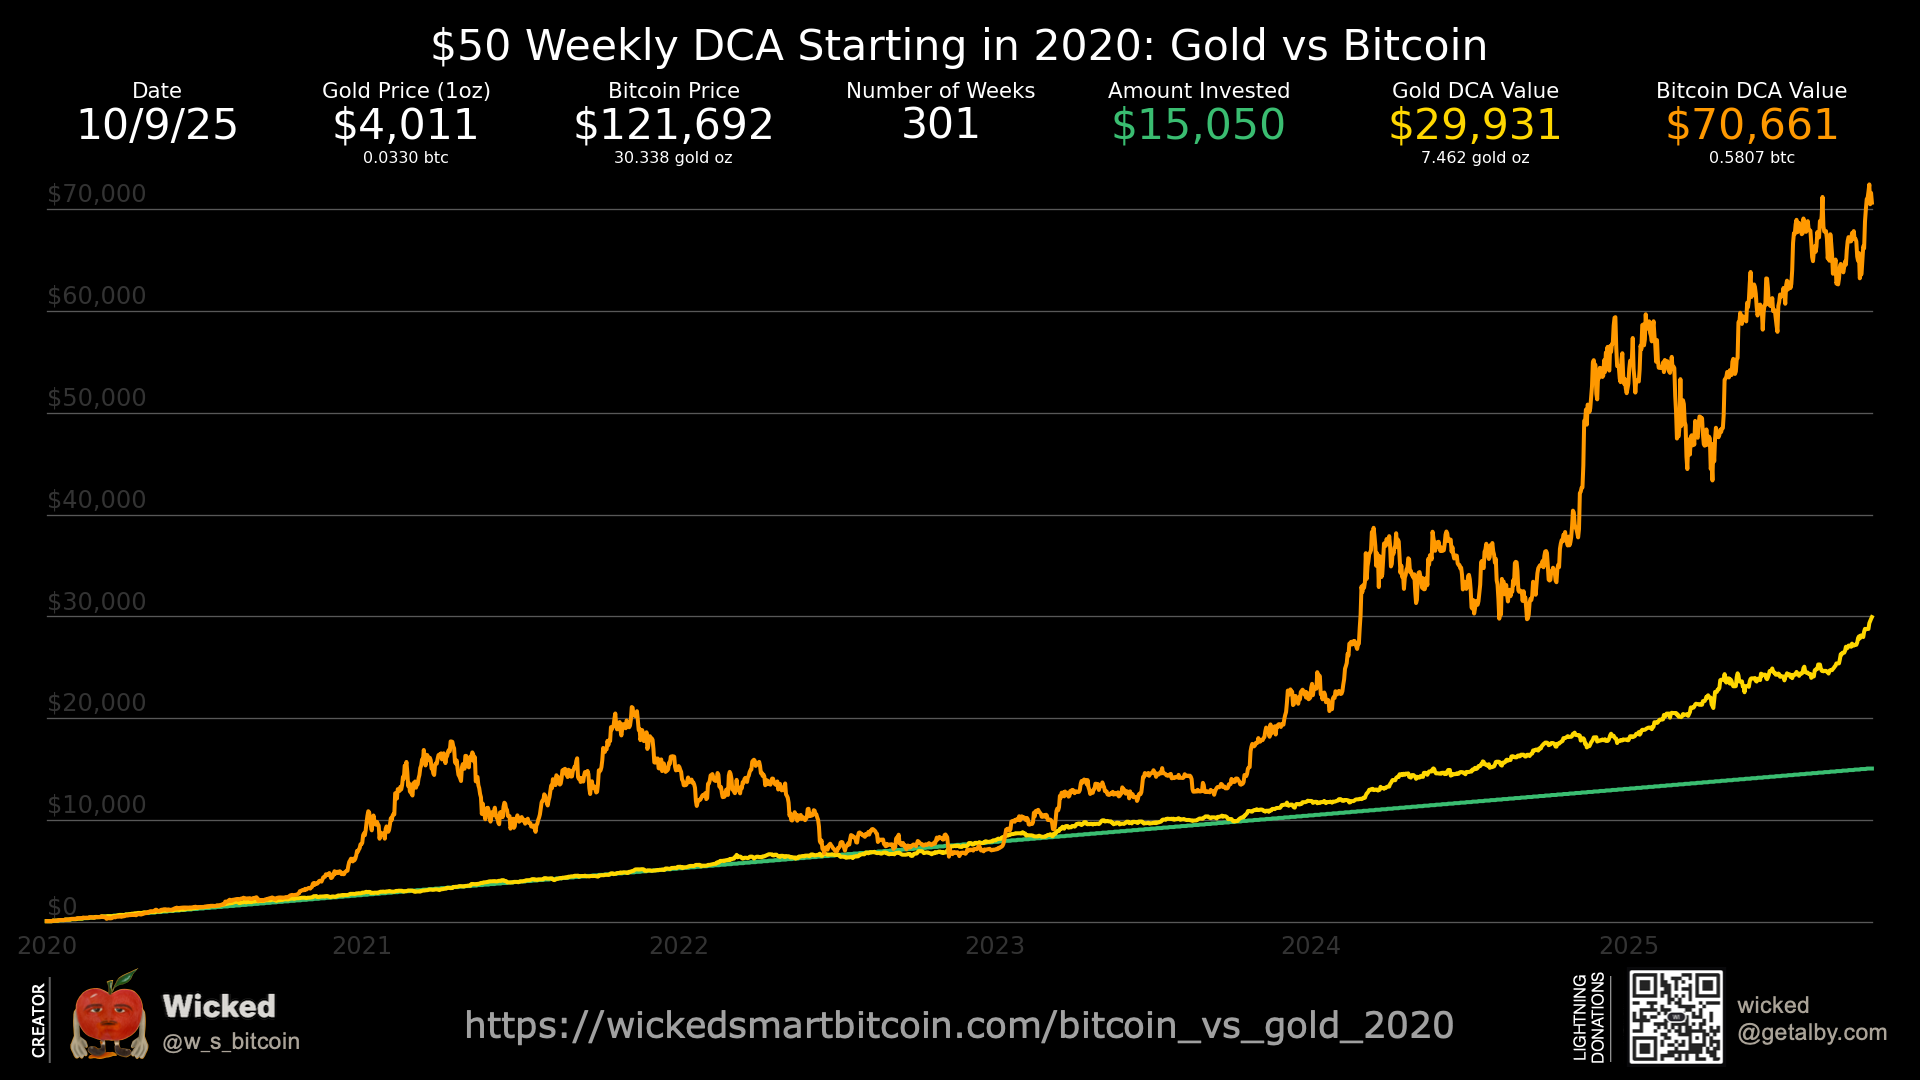 $50 Weekly DCA Starting in 2020: Gold vs Bitcoin
Date
10/9/25
Gold Price (1oz)
$4,011
0.0330 btc
Bitcoin Price
$121,692
30.338 gold oz
Number of Weeks
301
Amount Invested
$15,050
Gold DCA Value
$29,931
7.462 gold oz
Bitcoin DCA Value
$70,661
0.5807 btc
$70,000
$60,000
$50,000
$40,000
$30,000
$20,000
$10,000
$0
2020 2021 2022 2023 2024 2025
CREATOR
Wicked
@w_s_bitcoin
https://wickedsmartbitcoin.com/bitcoin_vs_gold_2020
LIGHTNING
DONATIONS
wicked
@getalby.com